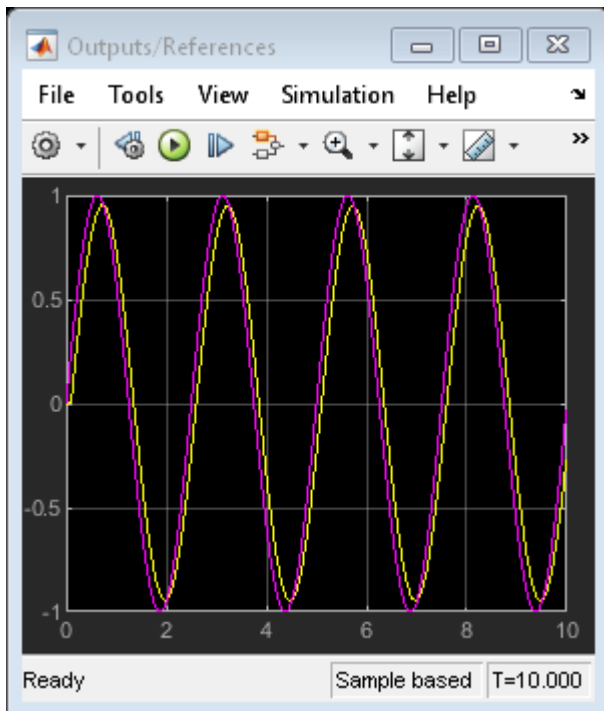 Outputs/References
File Tools View Simulation Help
1
0.5
0
-0.5
-1
0 2 4 6 8 10
Ready Sample based T=10.000